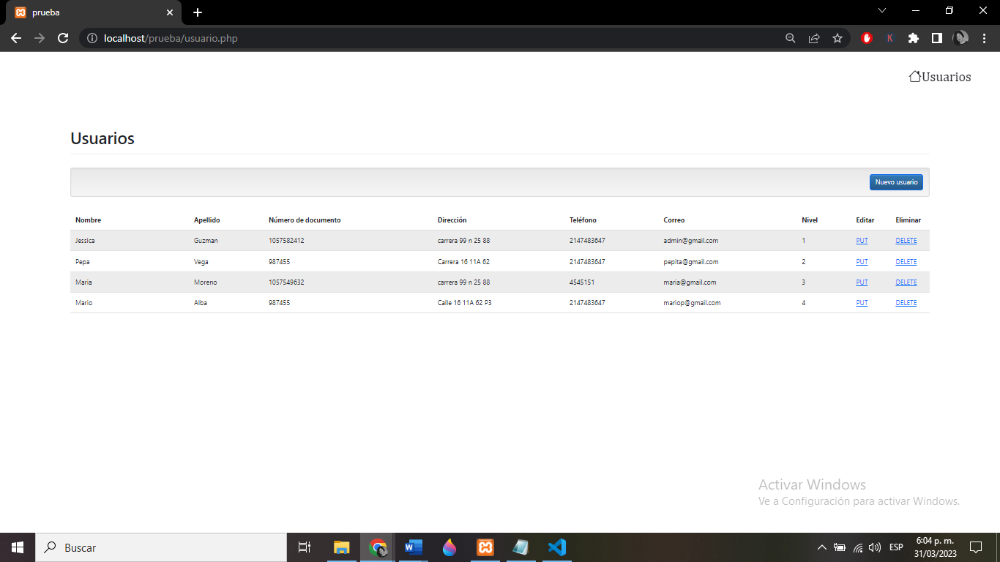 prueba
localhost/prueba/usuario.php
K
Usuarios
Usuarios
Nuevo usuario
Nombre Apellido Número de documento Dirección Teléfono Correo Nivel Editar Eliminar
Jessica Guzman 1057582412 carrera 99 n 25 88 2147483647 admin@gmail.com 1 PUT DELETE
Pepa Vega 987455 Carrera 16 11A 62 2147483647 pepita@gmail.com 2 PUT DELETE
Maria Moreno 1057549632 carrera 99 n 25 88 4545151 maria@gmail.com 3 PUT DELETE
Mario Alba 987455 Calle 16 11A 62 P3 2147483647 mariop@gmail.com 4 PUT DELETE
Activar Windows
Ve a Configuración para activar Windows.
Buscar
ESP
6:04 p. m.
31/03/2023